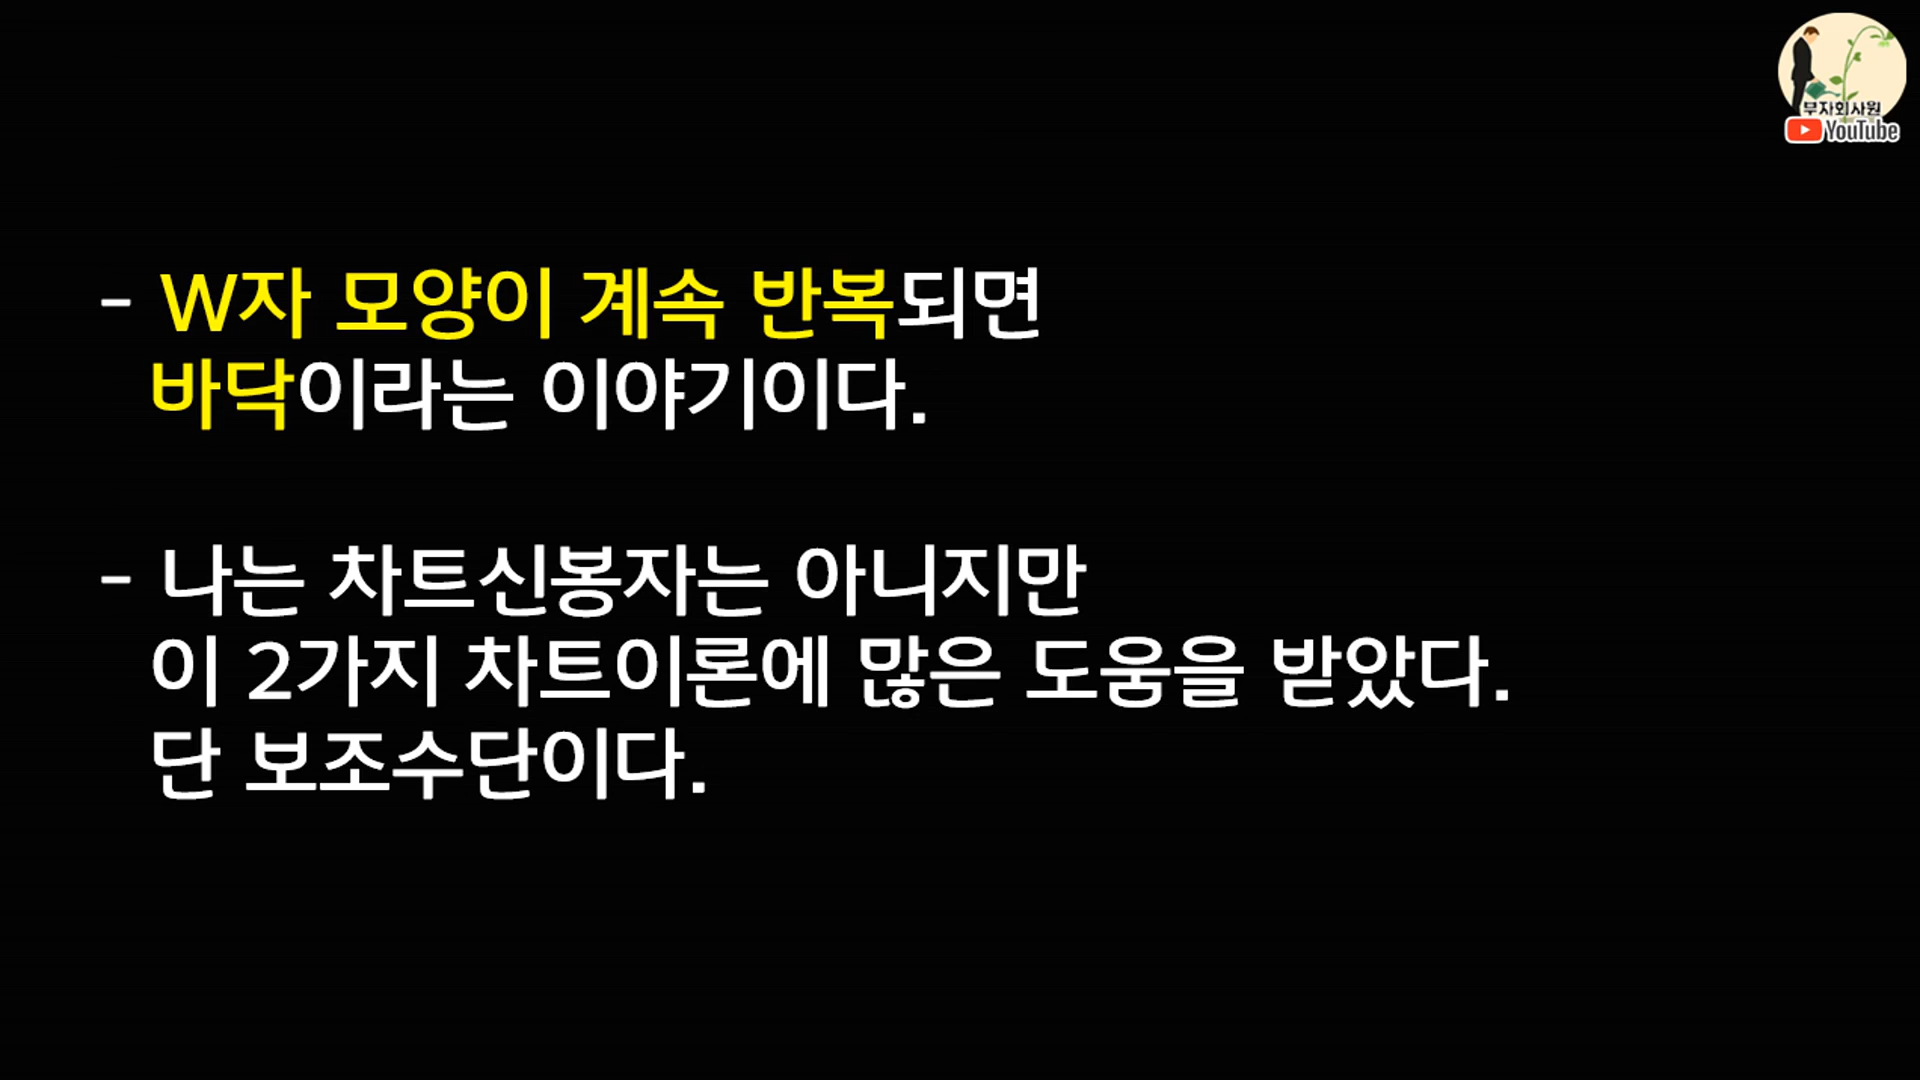 부자회사원
YouTube
- W자 모양이 계속 반복되면
바닥이라는 이야기이다.
- 나는 차트신봉자는 아니지만
이 2가지 차트이론에 많은 도움을 받았다.
단 보조수단이다.